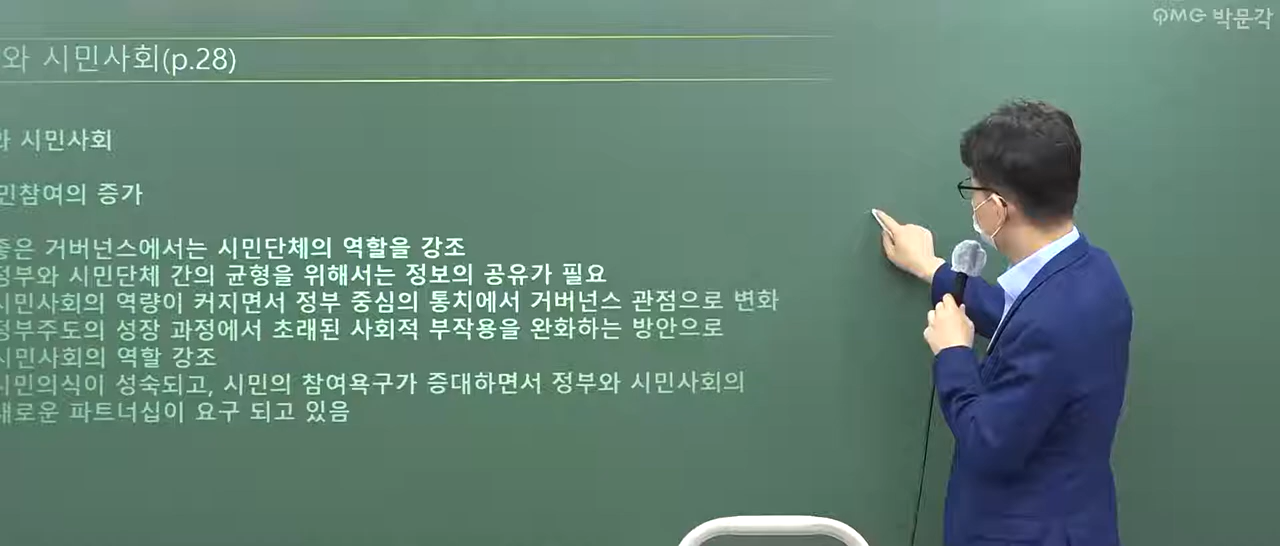 PMG 박문각
와 시민사회(p.28)
와 시민사회
민참여의 증가
좋은 거버넌스에서는 시민단체의 역할을 강조
정부와 시민단체 간의 균형을 위해서는 정보의 공유가 필요
시민사회의 역량이 커지면서 정부 중심의 통치에서 거버넌스 관점으로 변화
정부주도의 성장 과정에서 초래된 사회적 부작용을 완화하는 방안으로
시민사회의 역할 강조
시민의식이 성숙되고, 시민의 참여욕구가 증대하면서 정부와 시민사회의
새로운 파트너십이 요구 되고 있음